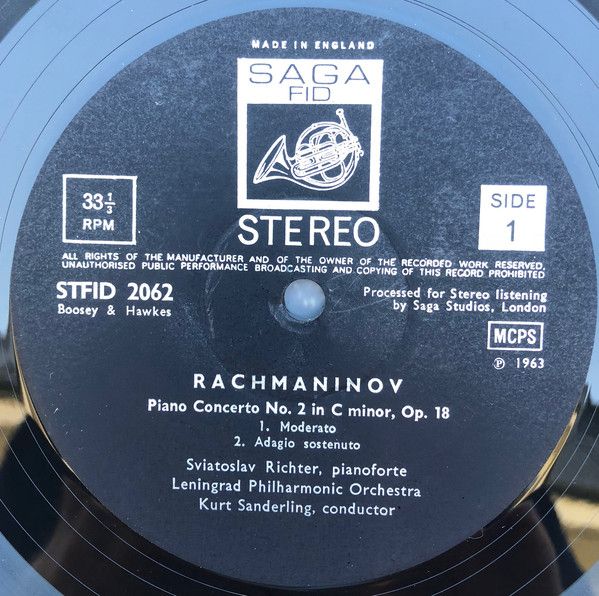 MADE IN ENGLAND
SAGA
FID
33⅓
RPM
SIDE
1
STEREO
ALL RIGHTS OF THE MANUFACTURER AND OF THE OWNER OF THE RECORDED WORK RESERVED,
UNAUTHORISED PUBLIC PERFORMANCE BROADCASTING AND COPYING OF THIS RECORD PROHIBITED
STFID 2062
Boosey & Hawkes
Processed for Stereo listening
by Saga Studios, London
MCPS
℗ 1963
RACHMANINOV
Piano Concerto No. 2 in C minor, Op. 18
1. Moderato
2. Adagio sostenuto
Sviatoslav Richter, pianoforte
Leningrad Philharmonic Orchestra
Kurt Sanderling, conductor